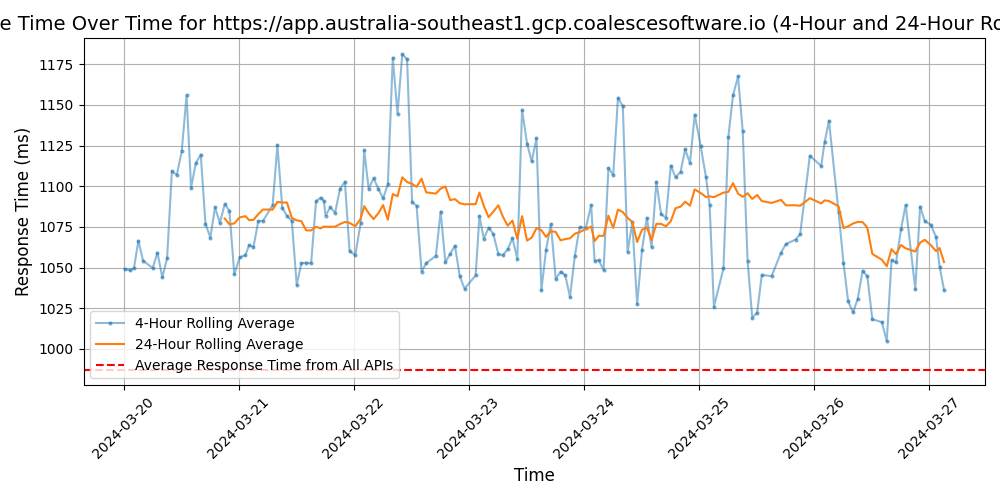 e Time Over Time for https://app.australia-southeast1.gcp.coalescesoftware.io (4-Hour and 24-Hour Ro
Response Time (ms)
1175
1150
1125
1100
1075
1050
1025
1000
4-Hour Rolling Average
24-Hour Rolling Average
Average Response Time from All APIs
2024-03-20
2024-03-21
2024-03-22
2024-03-23
2024-03-24
2024-03-25
2024-03-26
2024-03-27
Time